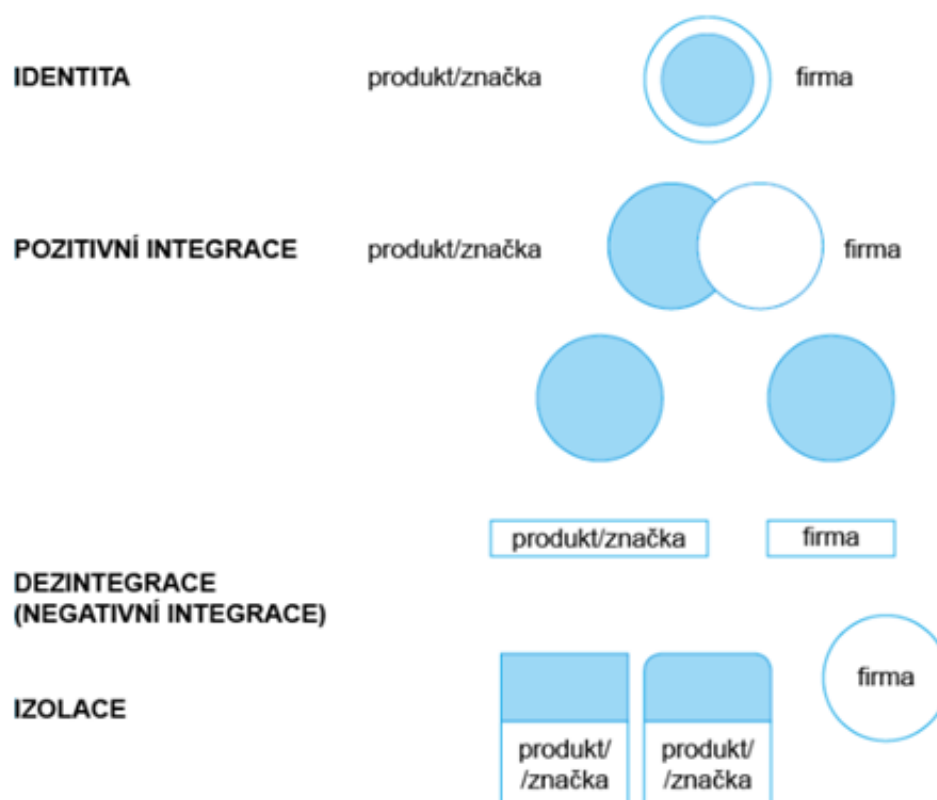 IDENTITA produkt/značka firma
POZITIVNÍ INTEGRACE produkt/značka firma
produkt/značka firma
DEZINTEGRACE
(NEGATIVNÍ INTEGRACE)
firma
IZOLACE
produkt/ produkt/
/značka /značka